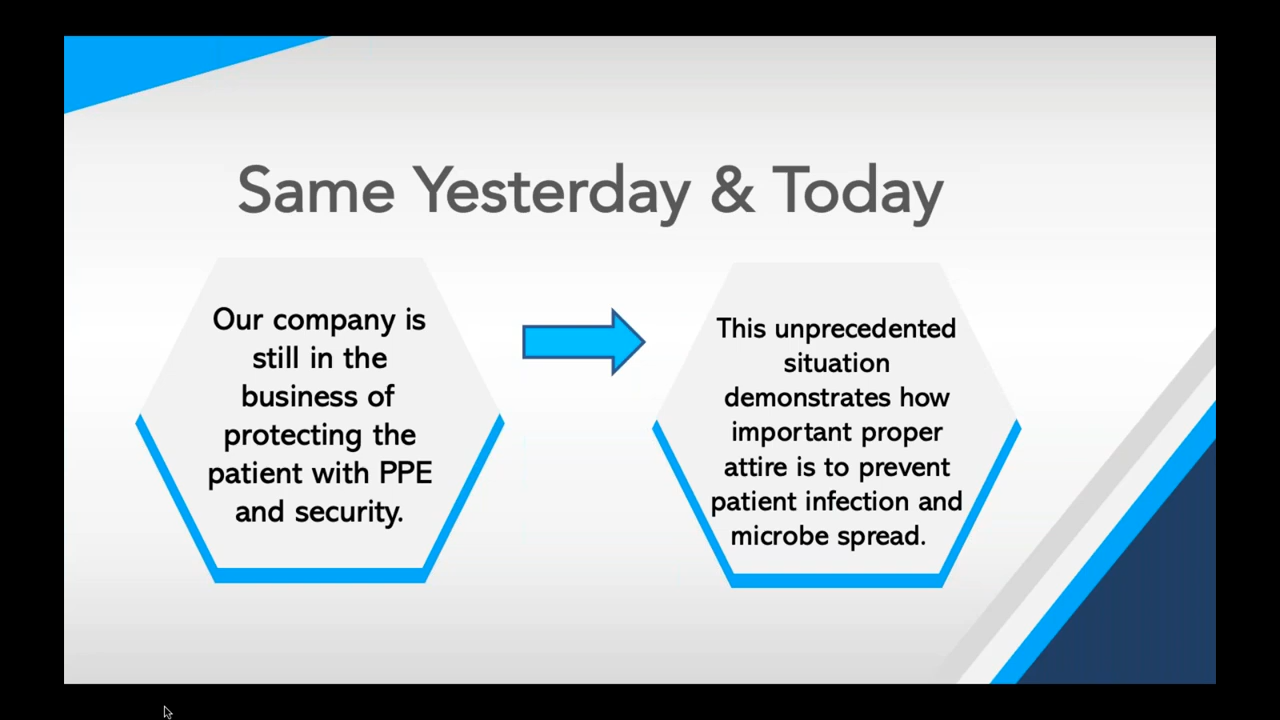 Same Yesterday & Today
Our company is
still in the
business of
protecting the
patient with PPE
and security.
This unprecedented
situation
demonstrates how
important proper
attire is to prevent
patient infection and
microbe spread.